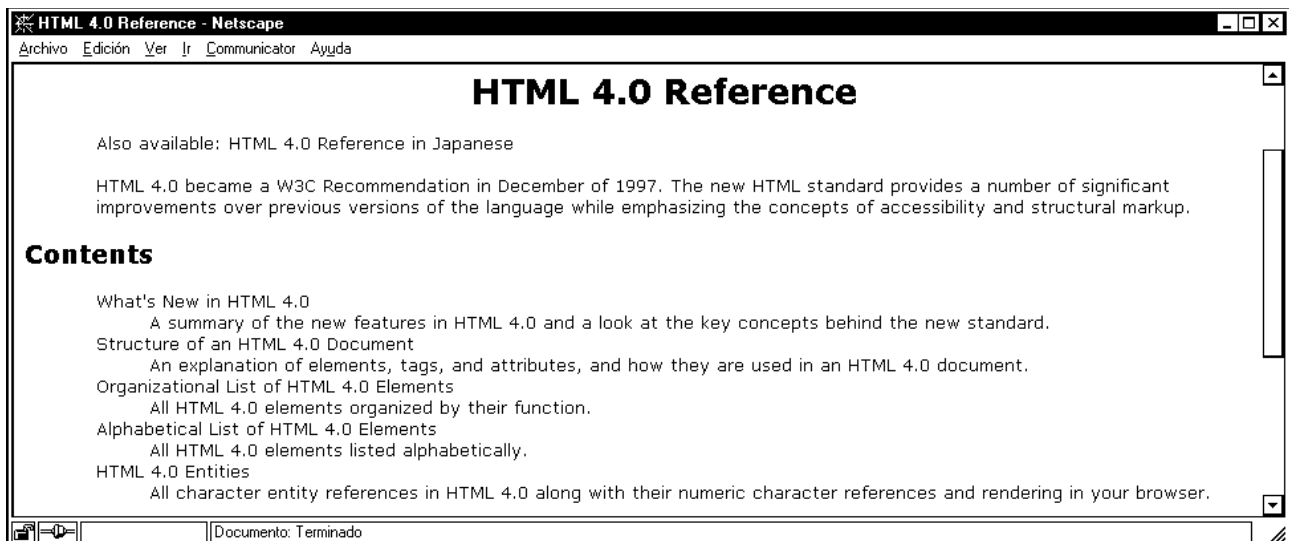 HTML 4.0 Reference - Netscape
Archivo Edición Ver Ir Communicator Ayuda
HTML 4.0 Reference
Also available: HTML 4.0 Reference in Japanese
HTML 4.0 became a W3C Recommendation in December of 1997. The new HTML standard provides a number of significant
improvements over previous versions of the language while emphasizing the concepts of accessibility and structural markup.
Contents
What's New in HTML 4.0
A summary of the new features in HTML 4.0 and a look at the key concepts behind the new standard.
Structure of an HTML 4.0 Document
An explanation of elements, tags, and attributes, and how they are used in an HTML 4.0 document.
Organizational List of HTML 4.0 Elements
All HTML 4.0 elements organized by their function.
Alphabetical List of HTML 4.0 Elements
All HTML 4.0 elements listed alphabetically.
HTML 4.0 Entities
All character entity references in HTML 4.0 along with their numeric character references and rendering in your browser.
Documento: Terminado